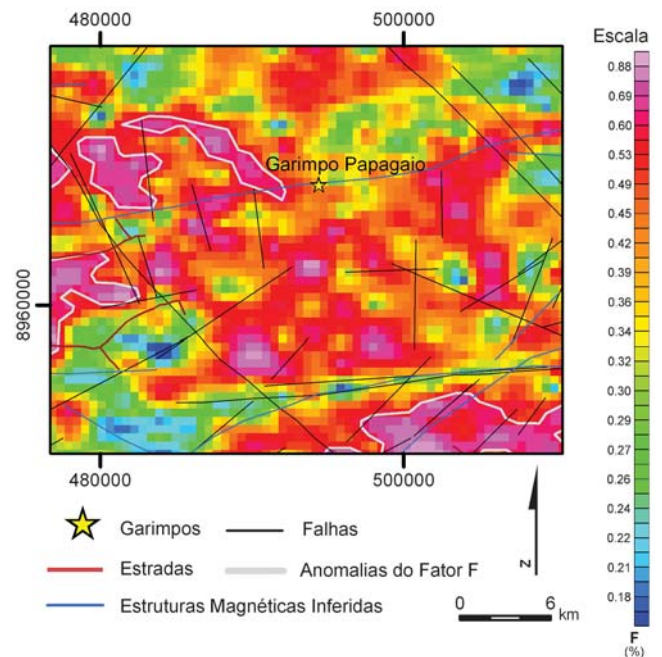 480000
500000
Escala
0.88
0.69
0.60
0.53
0.49
0.45
0.42
0.39
0.36
0.34
0.32
0.30
0.29
0.27
0.26
0.24
0.22
0.21
0.18
F
(%)
Garimpo Papagaio
8960000
480000
500000
Garimpos
Falhas
Estradas
Anomalias do Fator F
Estruturas Magnéticas Inferidas
N
0
6
km